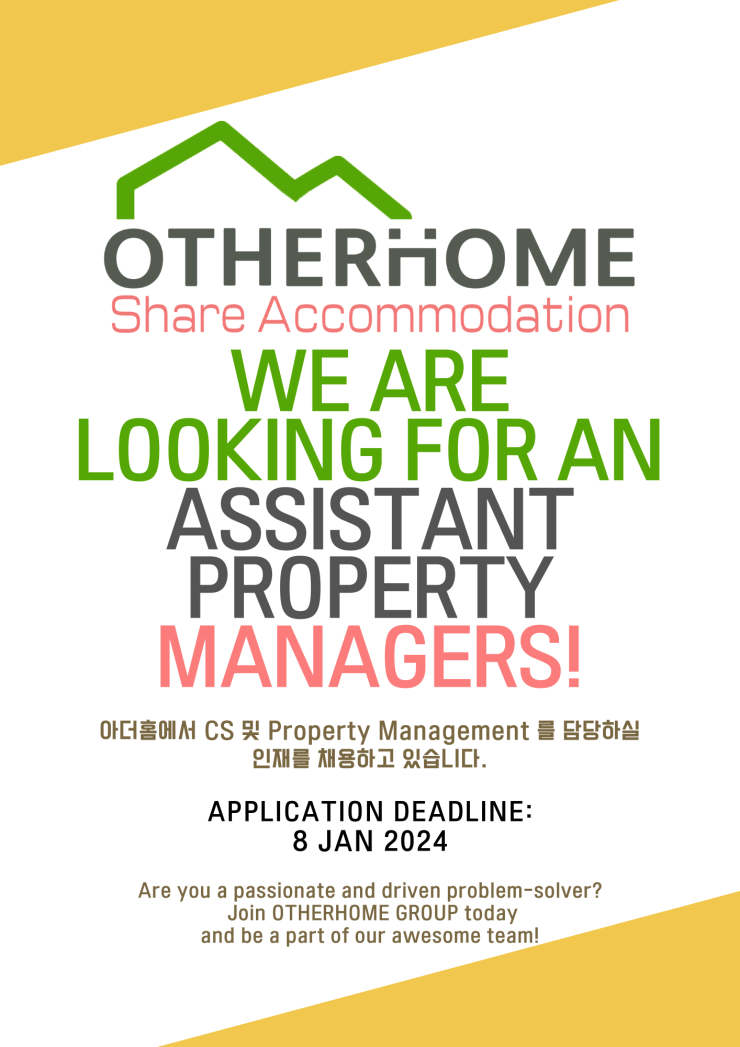 OTHERHOME
Share Accommodation
WE ARE
LOOKING FOR AN
ASSISTANT
PROPERTY
MANAGERS!
아더홈에서 CS 및 Property Management 를 담당하실
인재를 채용하고 있습니다.
APPLICATION DEADLINE:
8 JAN 2024
Are you a passionate and driven problem-solver?
Join OTHERHOME GROUP today
and be a part of our awesome team!